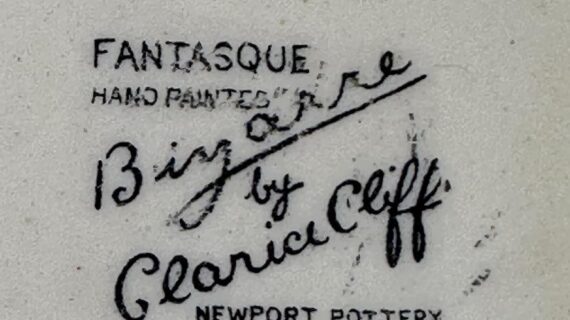 FANTASQUE
HAND PAINTED
Bizarre
by
Clarice Cliff
NEWPORT POTTERY